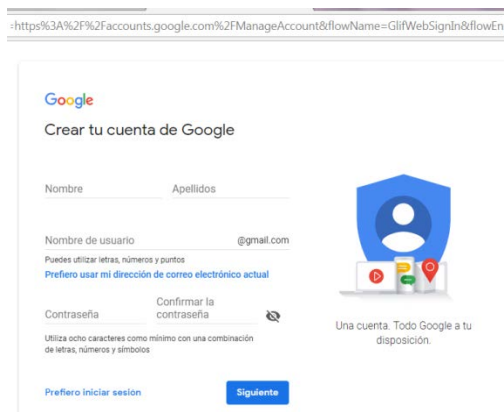 =https%3A%2F%2Faccounts.google.com%2FManageAccount&flowName=GlifWebSignIn&flowEn
Google
Crear tu cuenta de Google
Nombre Apellidos
Nombre de usuario @gmail.com
Puedes utilizar letras, números y puntos
Prefiero usar mi dirección de correo electrónico actual
Contraseña
Confirmar la
contraseña
Utiliza ocho caracteres como mínimo con una combinación
de letras, números y símbolos
Prefiero iniciar sesión Siguiente
Una cuenta. Todo Google a tu
disposición.